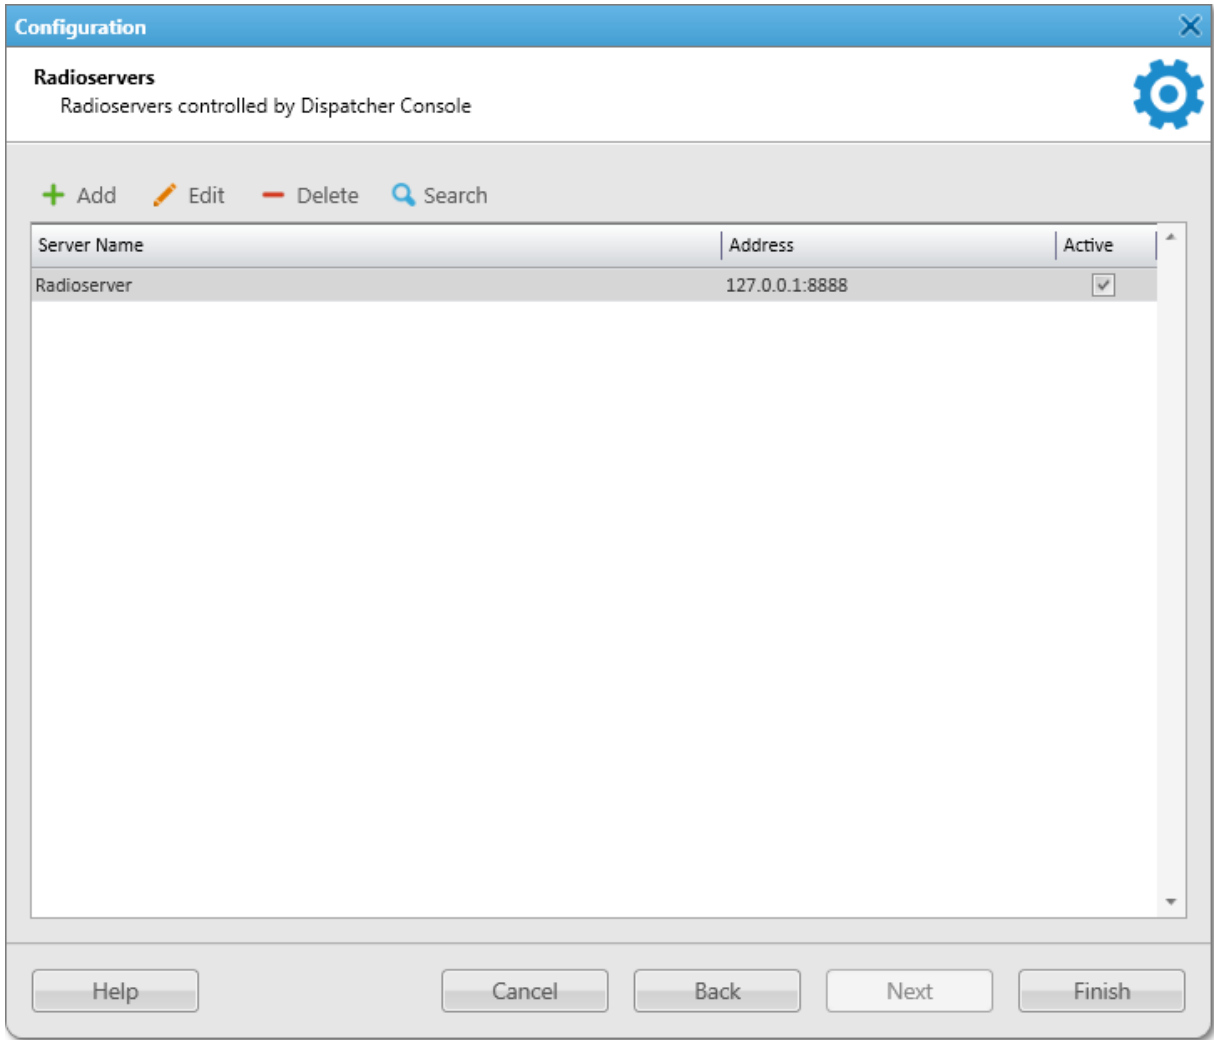 Configuration
Radioservers
Radioservers controlled by Dispatcher Console
Add Edit Delete Search
Server Name Address Active
Radioserver 127.0.0.1:8888
Help Cancel Back Next Finish